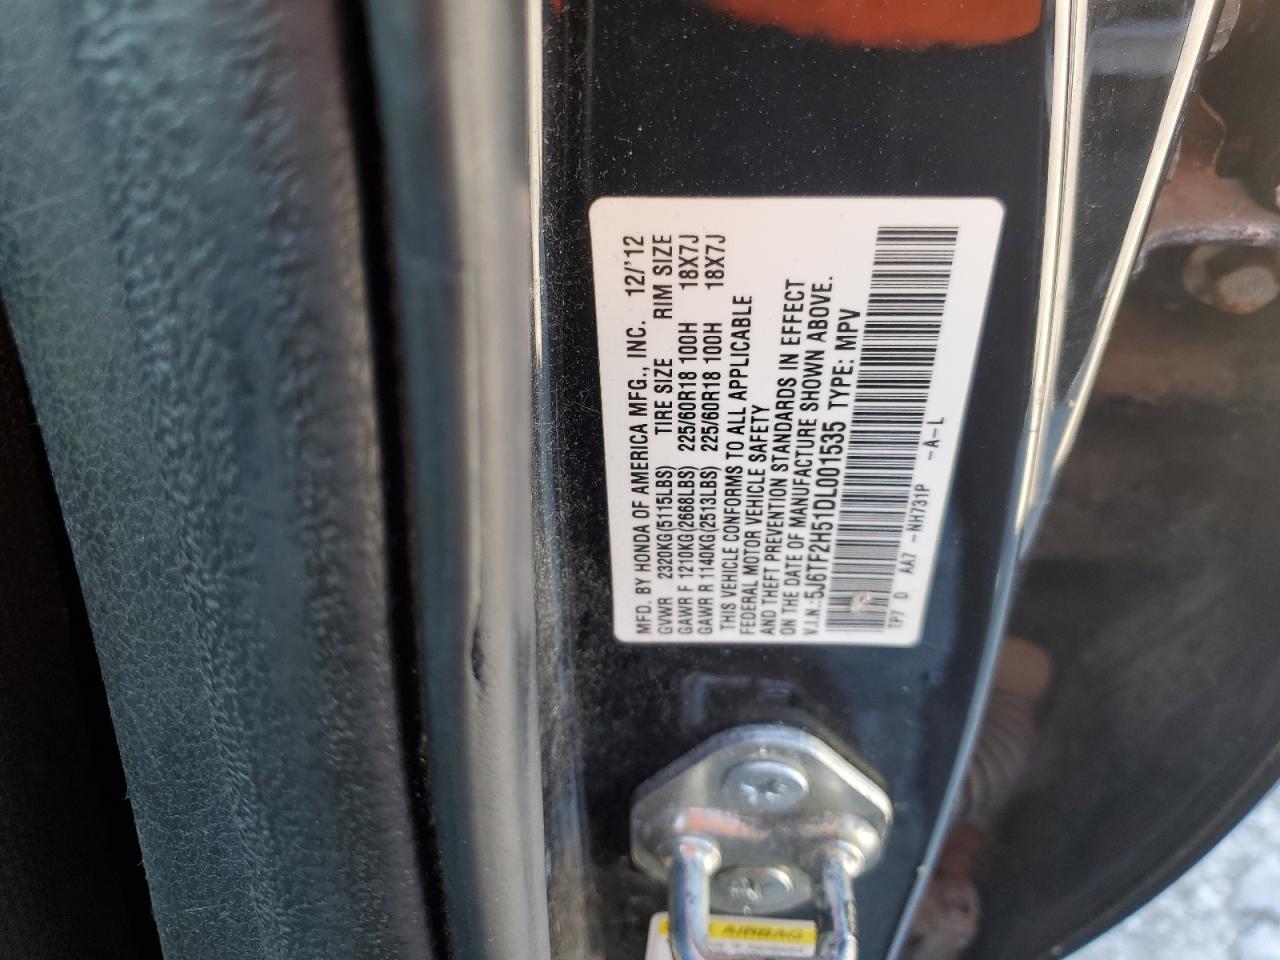 MFD. BY HONDA OF AMERICA MFG., INC. 12/'12
GVWR 2320KG(5115LBS) TIRE SIZE RIM SIZE
GAWR F 1210KG(2668LBS) 225/60R18 100H 18X7J
GAWR R 1140KG(2513LBS) 225/60R18 100H 18X7J
THIS VEHICLE CONFORMS TO ALL APPLICABLE
FEDERAL MOTOR VEHICLE SAFETY
AND THEFT PREVENTION STANDARDS IN EFFECT
ON THE DATE OF MANUFACTURE SHOWN ABOVE.
V.I.N.:5J6TF2H51DL001535 TYPE: MPV
TP7 D AA7 -NH731P -A-L
AIRBAG